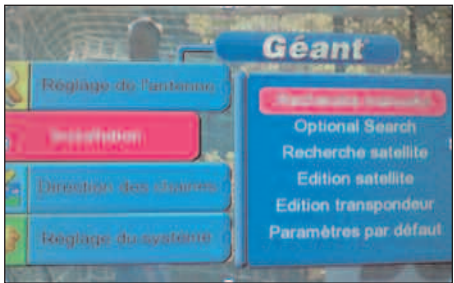 Géant
Réglage de l'antenne
Installation
Direction des chaînes
Réglage du système
Optional Search
Recherche satellite
Edition satellite
Edition transpondeur
Paramètres par défaut